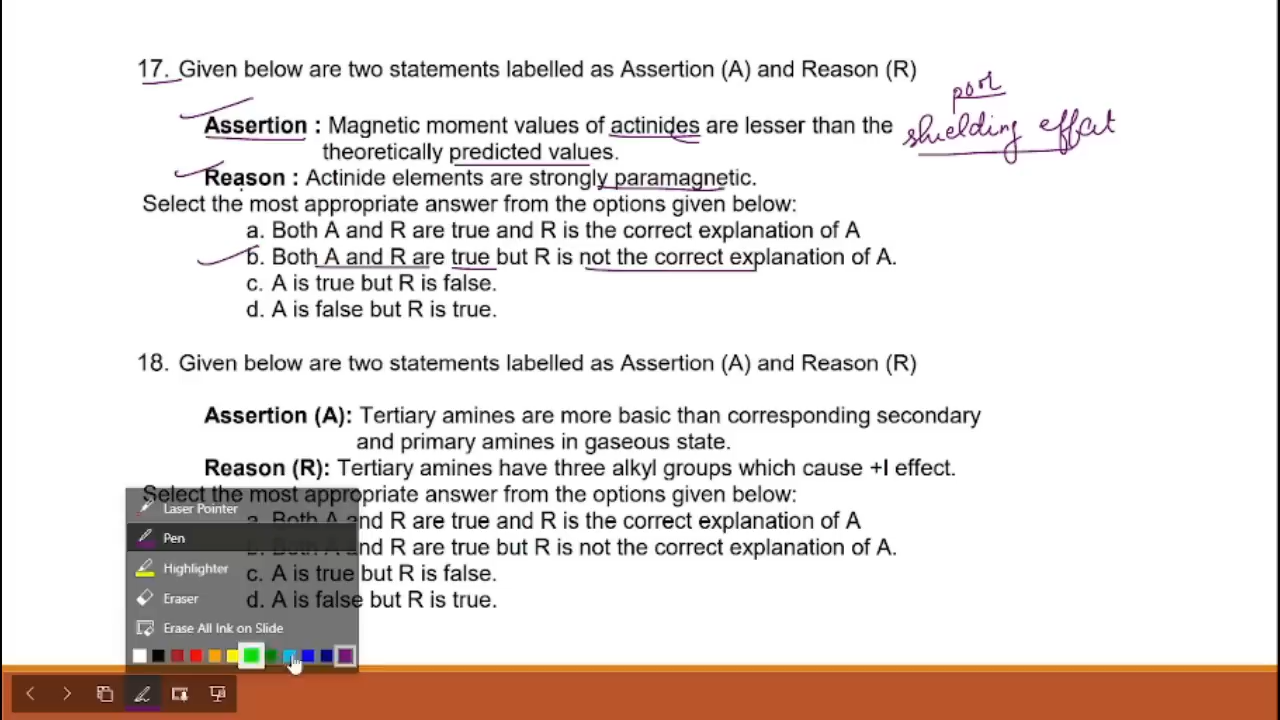 17. Given below are two statements labelled as Assertion (A) and Reason (R)
poor
shielding effect
Assertion : Magnetic moment values of actinides are lesser than the
theoretically predicted values.
Reason : Actinide elements are strongly paramagnetic.
Select the most appropriate answer from the options given below:
a. Both A and R are true and R is the correct explanation of A
b. Both A and R are true but R is not the correct explanation of A.
c. A is true but R is false.
d. A is false but R is true.
18. Given below are two statements labelled as Assertion (A) and Reason (R)
Assertion (A): Tertiary amines are more basic than corresponding secondary
and primary amines in gaseous state.
Reason (R): Tertiary amines have three alkyl groups which cause +I effect.
Select the most appropriate answer from the options given below:
a. Both A and R are true and R is the correct explanation of A
b. Both A and R are true but R is not the correct explanation of A.
c. A is true but R is false.
d. A is false but R is true.
Laser Pointer
Pen
Highlighter
Eraser
Erase All Ink on Slide